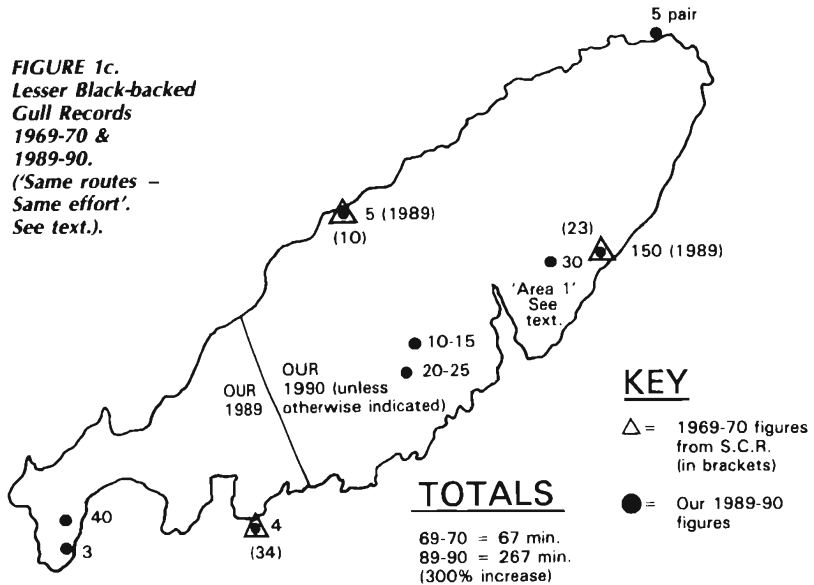 FIGURE 1c.
Lesser Black-backed
Gull Records
1969-70 &
1989-90.
('Same routes –
Same effort'.
See text.).
5 pair
5 (1989)
(10)
(23)
150 (1989)
30
'Area 1'
See
text.
10-15
20-25
OUR
1989
OUR
1990 (unless
otherwise indicated)
40
3
4
(34)
KEY
= 1969-70 figures
from S.C.R.
(in brackets)
= Our 1989-90
figures
TOTALS
69-70 = 67 min.
89-90 = 267 min.
(300% increase)